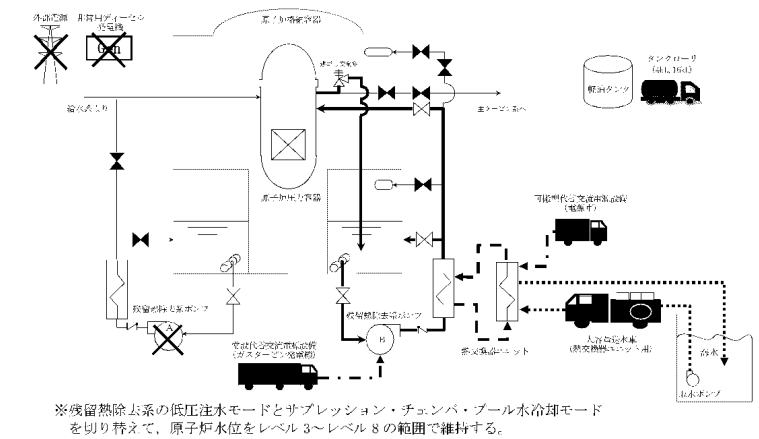 外部電源
非常用ディーゼル
発電機
Gen
原子炉格納容器
逃がし安全弁
タンクローリ
(4kL, 16kL)
軽油タンク
給水系より
主タービン系へ
原子炉圧力容器
可搬型代替交流電源設備
(電源車)
残留熱除去系ポンプ
A
残留熱除去系ポンプ
B
常設代替交流電源設備
(ガスタービン発電機)
熱交換器ユニット
大容量送水車
(熱交換器ユニット用)
海水
取水ポンプ
※残留熱除去系の低圧注水モードとサプレッション・チェンバ・プール水冷却モード
を切り替えて，原子炉水位をレベル 3～レベル 8 の範囲で維持する。